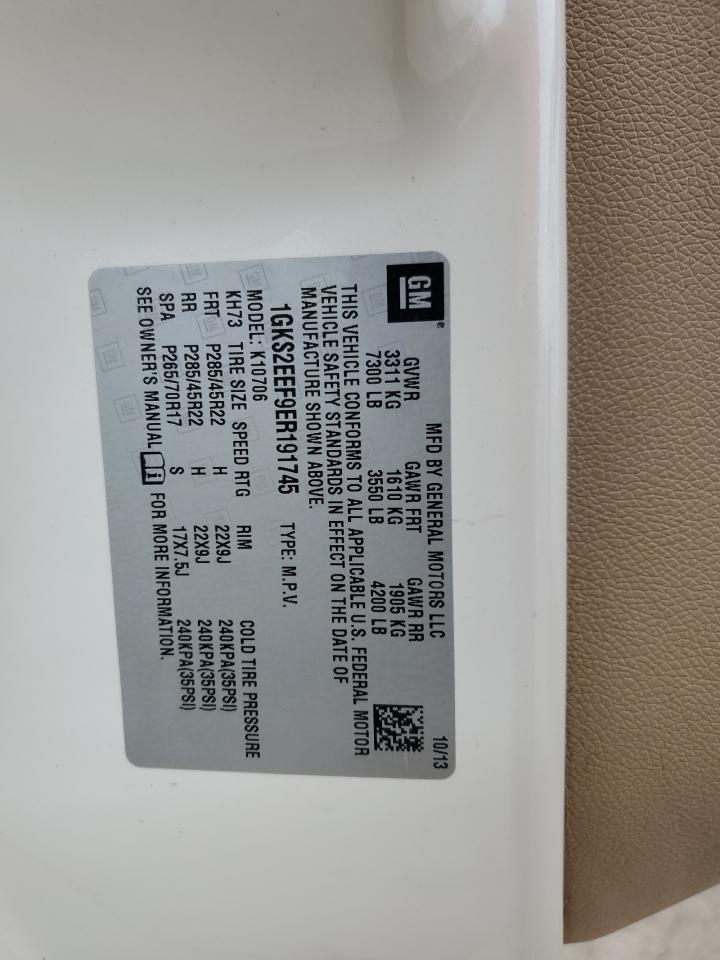 GM®
MFD BY GENERAL MOTORS LLC 10/13
GVWR GAWR FRT GAWR RR
3311 KG 1610 KG 1905 KG
7300 LB 3550 LB 4200 LB
THIS VEHICLE CONFORMS TO ALL APPLICABLE U.S. FEDERAL MOTOR
VEHICLE SAFETY STANDARDS IN EFFECT ON THE DATE OF
MANUFACTURE SHOWN ABOVE.
1GKS2EEF9ER191745 TYPE: M.P.V.
MODEL: K10706
KH73 TIRE SIZE SPEED RTG RIM COLD TIRE PRESSURE
FRT P285/45R22 H 22X9J 240KPA(35PSI)
RR P285/45R22 H 22X9J 240KPA(35PSI)
SPA P265/70R17 S 17X7.5J 240KPA(35PSI)
SEE OWNER'S MANUAL FOR MORE INFORMATION.